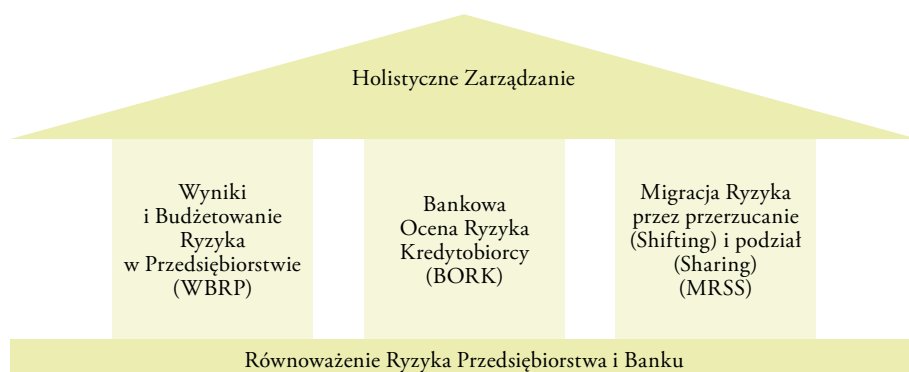 Holistyczne Zarządzanie
Wyniki
i Budżetowanie
Ryzyka
w Przedsiębiorstwie
(WBRP)
Bankowa
Ocena Ryzyka
Kredytobiorcy
(BORK)
Migracja Ryzyka
przez przerzucanie
(Shifting) i podział
(Sharing)
(MRSS)
Równoważenie Ryzyka Przedsiębiorstwa i Banku